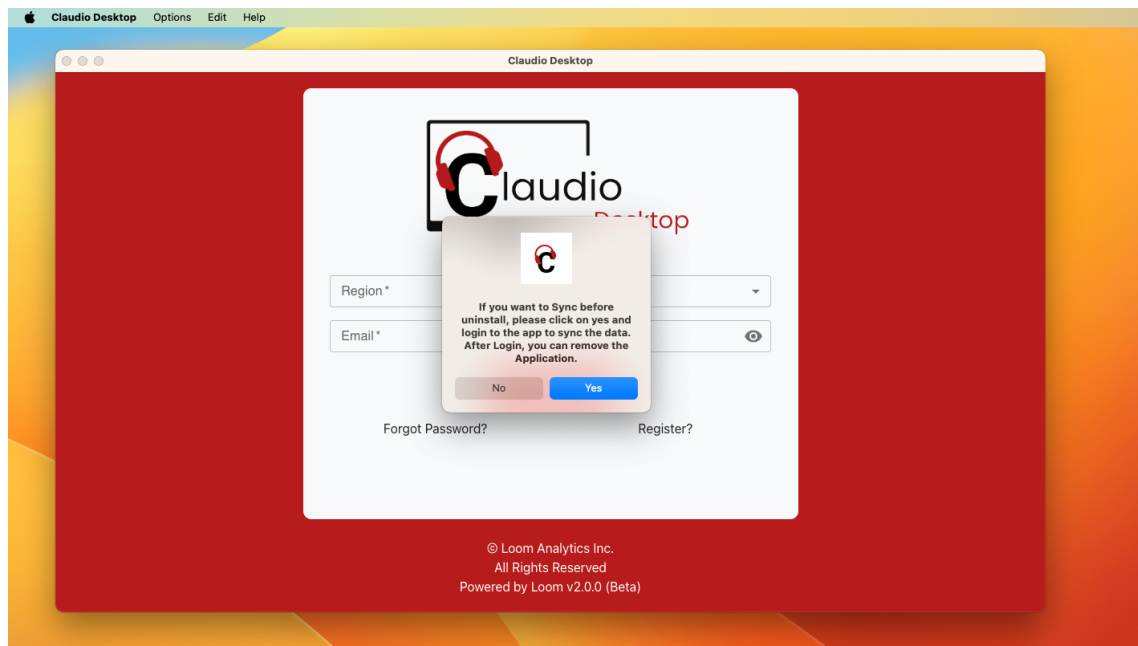 Claudio Desktop Options Edit Help
Claudio Desktop
Claudio
Desktop
C
If you want to Sync before
uninstall, please click on yes and
login to the app to sync the data.
After Login, you can remove the
Application.
No Yes
Region *
Email *
Forgot Password? Register?
© Loom Analytics Inc.
All Rights Reserved
Powered by Loom v2.0.0 (Beta)